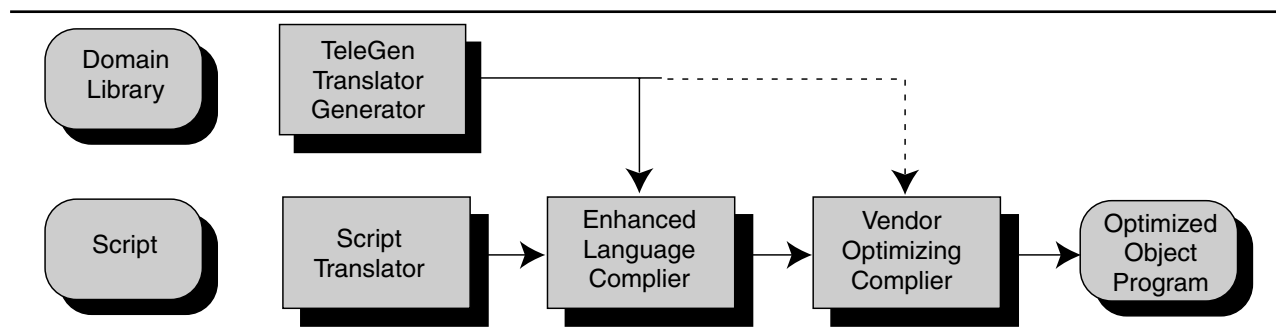 Domain
Library
TeleGen
Translator
Generator
Script
Script
Translator
Enhanced
Language
Complier
Vendor
Optimizing
Complier
Optimized
Object
Program